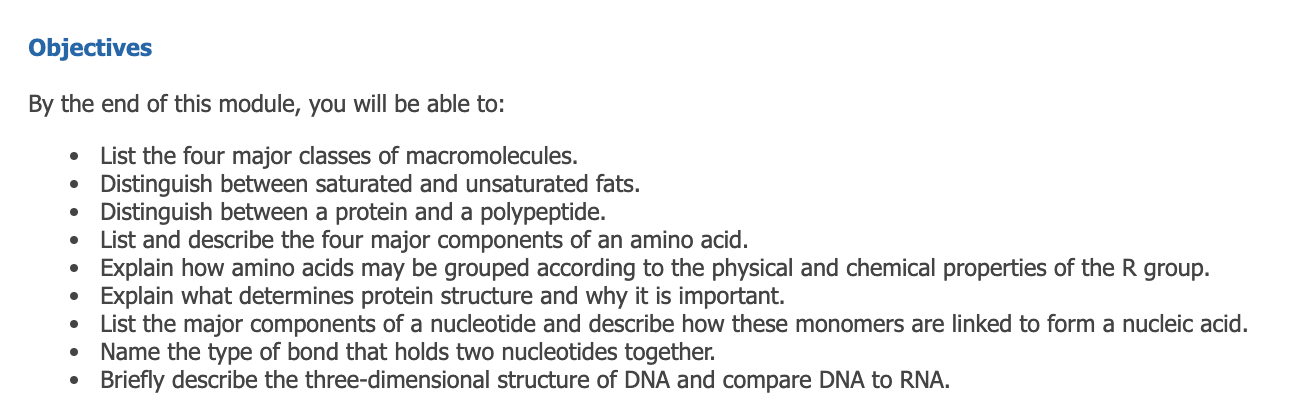 Objectives
By the end of this module, you will be able to:
• List the four major classes of macromolecules.
• Distinguish between saturated and unsaturated fats.
• Distinguish between a protein and a polypeptide.
• List and describe the four major components of an amino acid.
• Explain how amino acids may be grouped according to the physical and chemical properties of the R group.
• Explain what determines protein structure and why it is important.
• List the major components of a nucleotide and describe how these monomers are linked to form a nucleic acid.
• Name the type of bond that holds two nucleotides together.
• Briefly describe the three-dimensional structure of DNA and compare DNA to RNA.